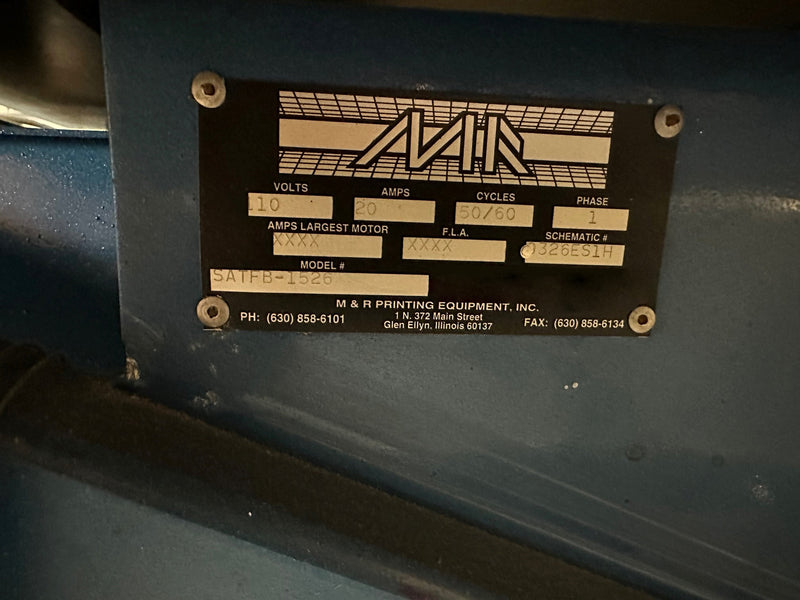 M&R
VOLTS AMPS CYCLES PHASE
110 20 50/60 1
AMPS LARGEST MOTOR F.L.A. SCHEMATIC #
XXXX XXXX 326ES1H
MODEL #
SATFB-1526
M & R PRINTING EQUIPMENT, INC.
PH: (630) 858-6101 1 N. 372 Main Street FAX: (630) 858-6134
Glen Ellyn, Illinois 60137